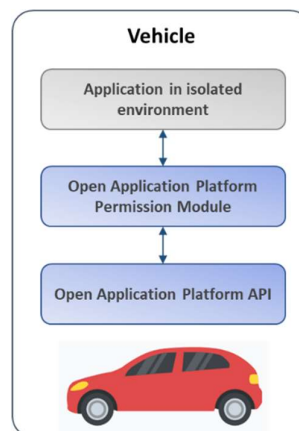 Vehicle
Application in isolated
environment
Open Application Platform
Permission Module
Open Application Platform API